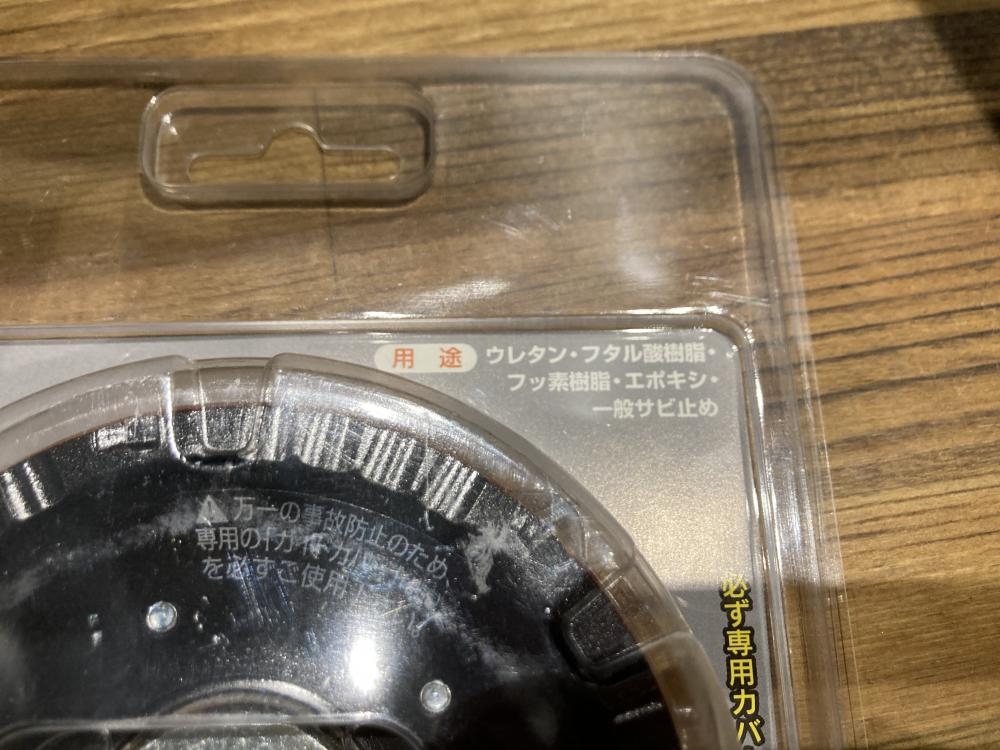 用途
ウレタン・フタル酸樹脂・
フッ素樹脂・エポキシ・
一般サビ止め
万一の事故防止のため
専用の
を必ずご使用
必ず専用カバ